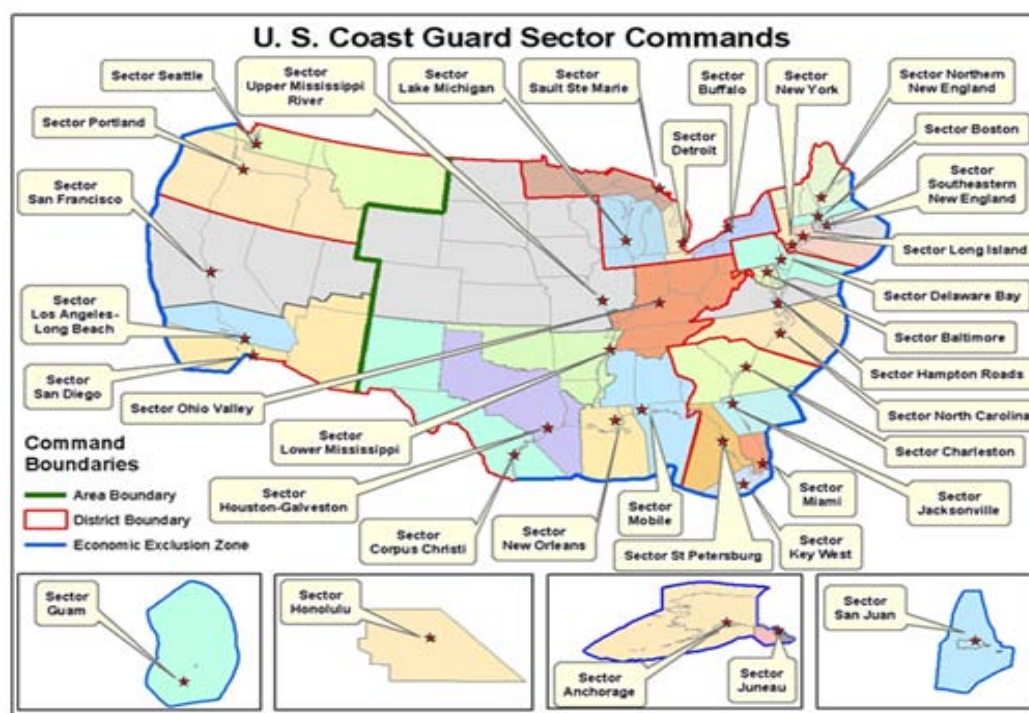 U. S. Coast Guard Sector Commands
Sector Seattle
Sector
Upper Mississippi
River
Sector
Lake Michigan
Sector
Sault Ste Marie
Sector
Buffalo
Sector
New York
Sector Northern
New England
Sector Portland
Sector
Detroit
Sector Boston
Sector
San Francisco
Sector
Southeastern
New England
Sector Long Island
Sector
Los Angeles-
Long Beach
Sector Delaware Bay
Sector Baltimore
Sector
San Diego
Sector Hampton Roads
Sector Ohio Valley
Sector North Carolina
Sector
Lower Mississippi
Sector Charleston
Command
Boundaries
Area Boundary
District Boundary
Economic Exclusion Zone
Sector
Houston-Galveston
Sector
Corpus Christi
Sector
New Orleans
Sector
Mobile
Sector St Petersburg
Sector
Key West
Sector
Miami
Sector
Jacksonville
Sector
Guam
Sector
Honolulu
Sector
Anchorage
Sector
Juneau
Sector
San Juan